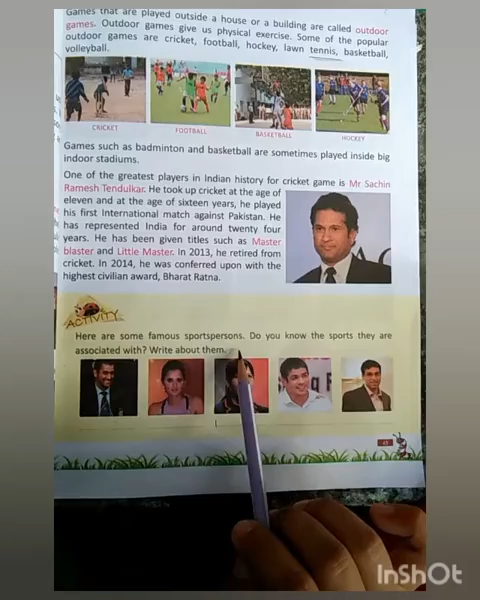 Games that are played outside a house or a building are called outdoor
games. Outdoor games give us physical exercise. Some of the popular
outdoor games are cricket, football, hockey, lawn tennis, basketball,
volleyball.
CRICKET
FOOTBALL
BASKETBALL
HOCKEY
Games such as badminton and basketball are sometimes played inside big
indoor stadiums.
One of the greatest players in Indian history for cricket game is Mr Sachin
Ramesh Tendulkar. He took up cricket at the age of
eleven and at the age of sixteen years, he played
his first International match against Pakistan. He
has represented India for around twenty four
years. He has been given titles such as Master
blaster and Little Master. In 2013, he retired from
cricket. In 2014, he was conferred upon with the
highest civilian award, Bharat Ratna.
ACTIVITY
Here are some famous sportspersons. Do you know the sports they are
associated with? Write about them.
InShOt